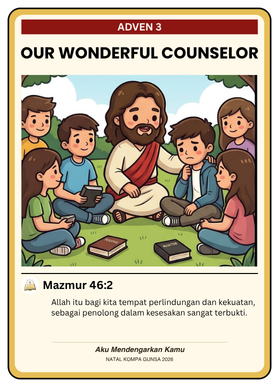 ADVEN 3
OUR WONDERFUL COUNSELOR
Mazmur 46:2
Allah itu bagi kita tempat perlindungan dan kekuatan,
sebagai penolong dalam kesesakan sangat terbukti.
Aku Mendengarkan Kamu
NATAL KOMPA GUNSA 2026